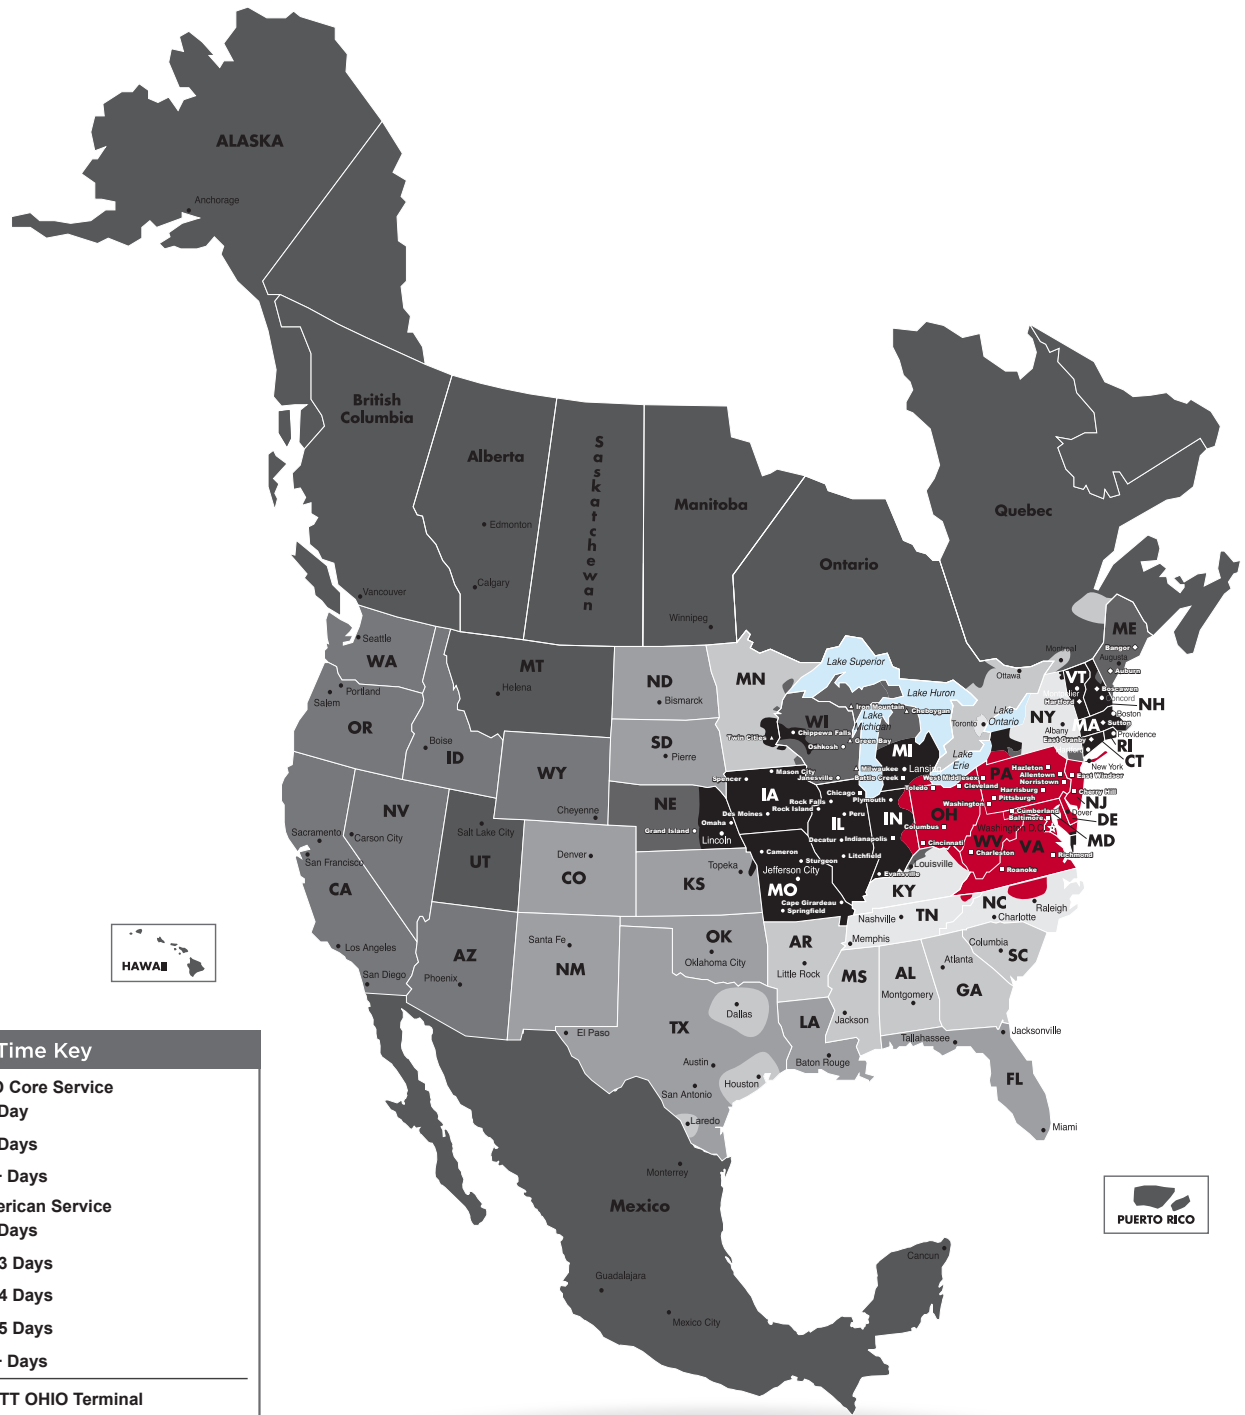 ALASKA
Anchorage
British
Columbia
Alberta
Saskatchewan
Manitoba
Ontario
Quebec
Edmonton
Calgary
Vancouver
Winnipeg
Seattle
WA
Portland
Salem
OR
Boise
ID
MT
Helena
ND
Bismarck
SD
Pierre
MN
Twin Cities
Lake Superior
Lake Huron
Lake
Michigan
Lake
Ontario
Lake
Erie
Iron Mountain
Cheboygan
WI
Chippewa Falls
Green Bay
Oshkosh
Milwaukee
Janesville
MI
Lansing
Battle Creek
Toronto
Ottawa
Montreal
ME
Bangor
Augusta
Auburn
VT
Montpelier
Boscawen
Concord
Hartford
NH
Boston
NY
Albany
MA
Sutton
Providence
East Granby
RI
CT
New York
WY
Cheyenne
NE
Grand Island
Omaha
Lincoln
Spencer
Mason City
IA
Des Moines
Rock Falls
Rock Island
Chicago
Plymouth
Peru
IL
IN
Decatur
Indianapolis
Litchfield
Evansville
West Middlesex
Toledo
Cleveland
PA
Hazleton
Allentown
Norristown
Harrisburg
Pittsburgh
Washington
East Windsor
Cherry Hill
NJ
Cumberland
Baltimore
Dover
DE
MD
OH
Columbus
Cincinnati
WV
Charleston
Washington D.C.
VA
Richmond
Roanoke
NV
Carson City
Sacramento
San Francisco
CA
Los Angeles
San Diego
Salt Lake City
UT
Denver
CO
Topeka
KS
Cameron
Sturgeon
Jefferson City
MO
Cape Girardeau
Springfield
Louisville
KY
Nashville
TN
Memphis
NC
Raleigh
Charlotte
Columbia
SC
AZ
Phoenix
Santa Fe
NM
OK
Oklahoma City
AR
Little Rock
MS
Jackson
AL
Montgomery
Atlanta
GA
TX
El Paso
Dallas
Austin
San Antonio
Houston
Laredo
LA
Baton Rouge
Tallahassee
Jacksonville
FL
Miami
HAWAII
Monterrey
Mexico
Guadalajara
Mexico City
Cancun
PUERTO RICO
Time Key
Core Service
Day
Days
Days
erican Service
Days
3 Days
4 Days
5 Days
Days
TT OHIO Terminal